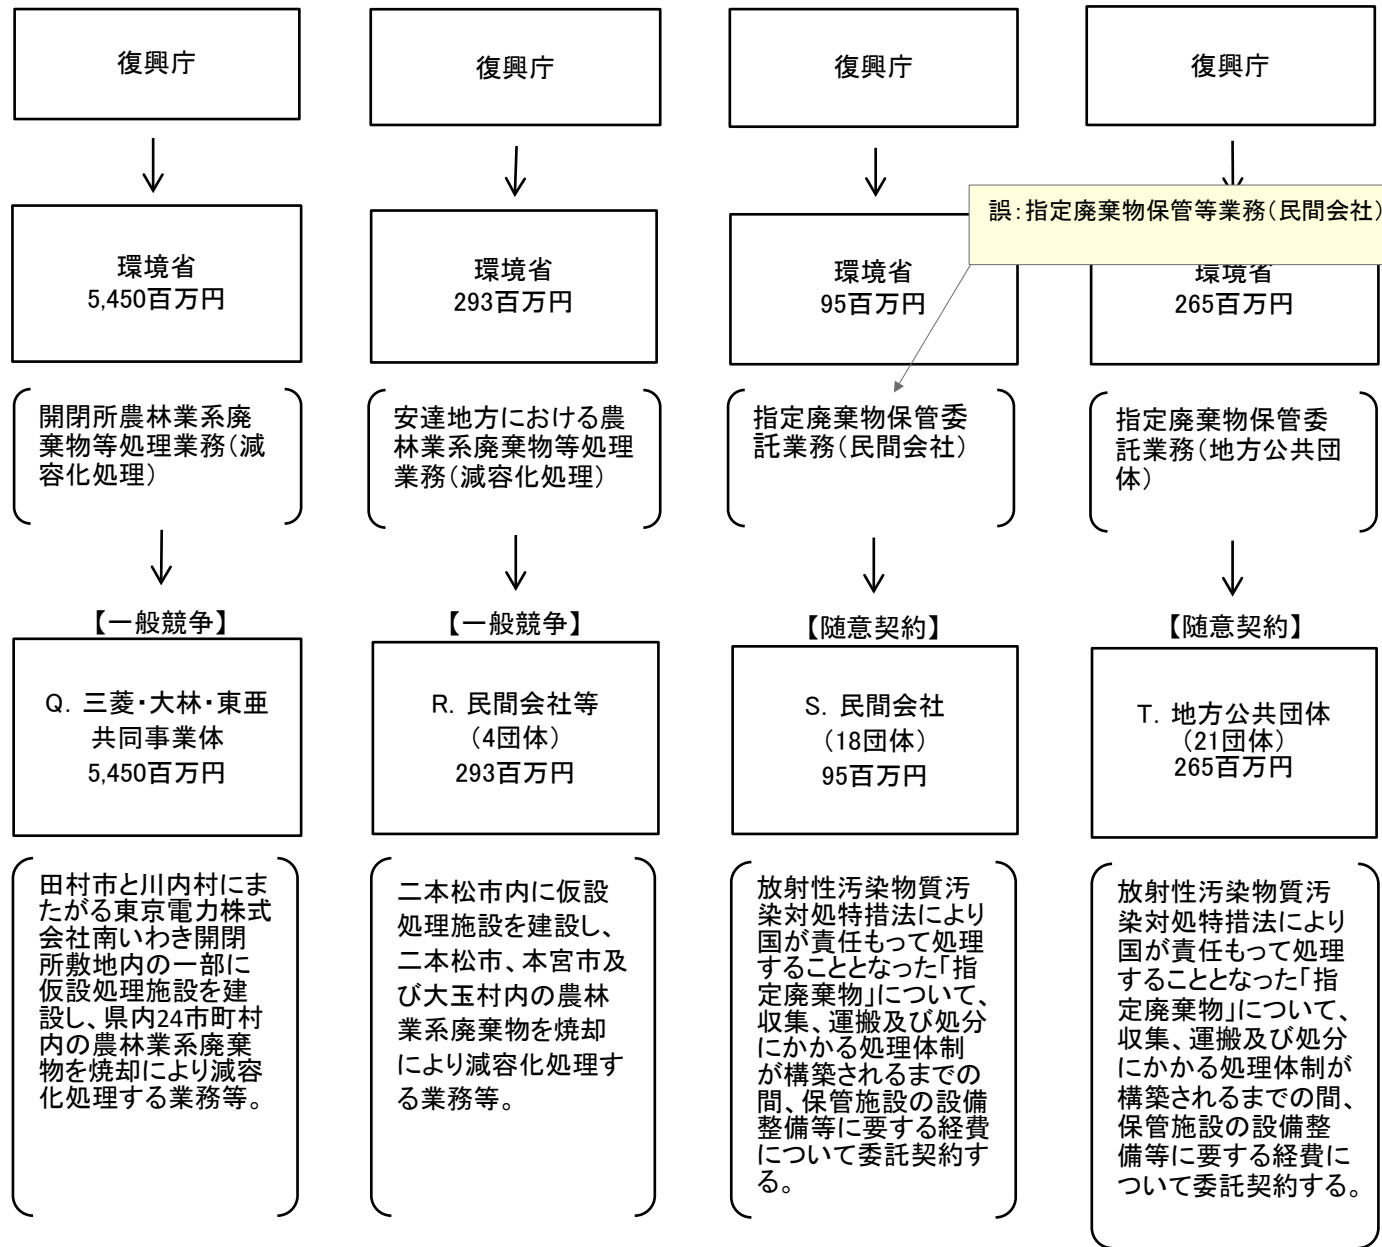 復興庁
環境省
5,450百万円
開閉所農林業系廃
棄物等処理業務(減
容化処理)
【一般競争】
Q. 三菱・大林・東亜
共同事業体
5,450百万円
田村市と川内村にま
たがる東京電力株式
会社南いわき開閉
所敷地内の一部に
仮設処理施設を建
設し、県内24市町村
内の農林業系廃棄
物を焼却により減容
化処理する業務等。
復興庁
環境省
293百万円
安達地方における農
林業系廃棄物等処理
業務(減容化処理)
【一般競争】
R. 民間会社等
(4団体)
293百万円
二本松市内に仮設
処理施設を建設し、
二本松市、本宮市及
び大玉村内の農林
業系廃棄物を焼却
により減容化処理す
る業務等。
復興庁
環境省
95百万円
指定廃棄物保管委
託業務(民間会社)
【随意契約】
S. 民間会社
(18団体)
95百万円
放射性汚染物質汚
染対処特措法により
国が責任もって処理
することとなった「指
定廃棄物」について、
収集、運搬及び処分
にかかる処理体制
が構築されるまでの
間、保管施設の設備
整備等に要する経費
について委託契約す
る。
復興庁
誤:指定廃棄物保管等業務(民間会社)
環境省
265百万円
指定廃棄物保管委
託業務(地方公共団
体)
【随意契約】
T. 地方公共団体
(21団体)
265百万円
放射性汚染物質汚
染対処特措法により
国が責任もって処理
することとなった「指
定廃棄物」について、
収集、運搬及び処分
にかかる処理体制が
構築されるまでの間、
保管施設の設備整
備等に要する経費に
ついて委託契約する。